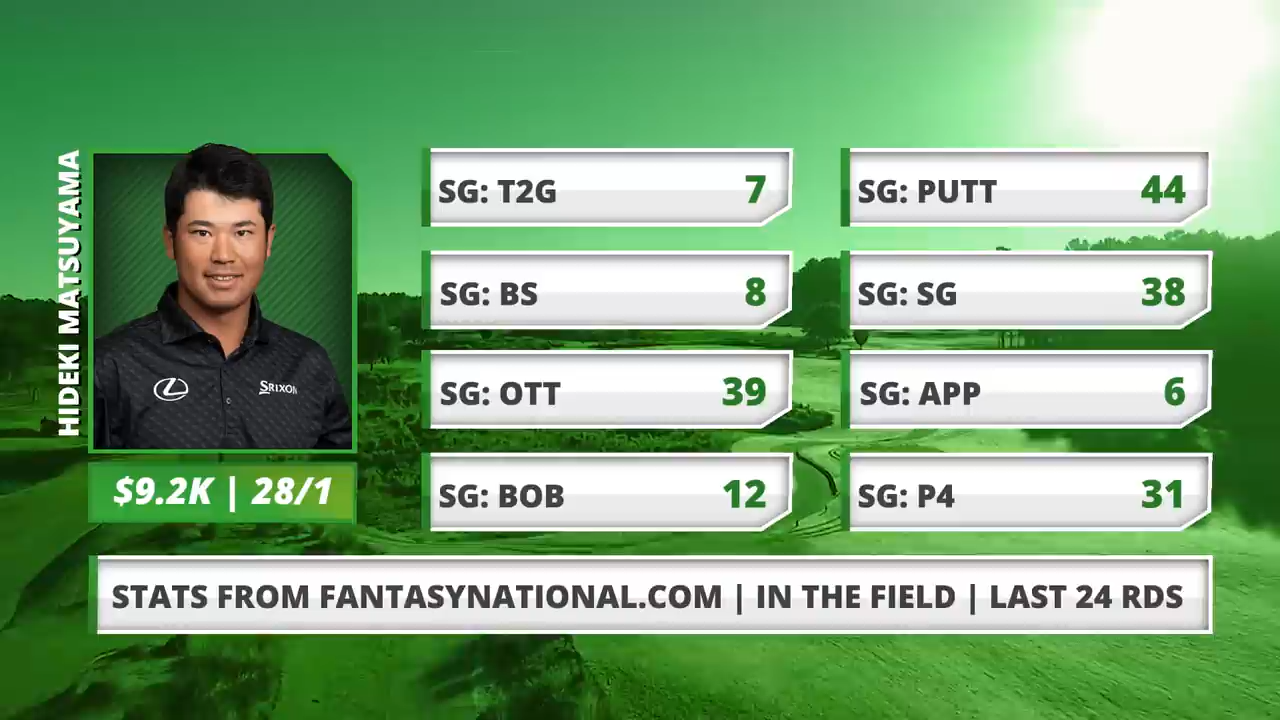 HIDEKI MATSUYAMA
SRIXON
$9.2K | 28/1
SG: T2G 7
SG: BS 8
SG: OTT 39
SG: BOB 12
SG: PUTT 44
SG: SG 38
SG: APP 6
SG: P4 31
STATS FROM FANTASYNATIONAL.COM | IN THE FIELD | LAST 24 RDS